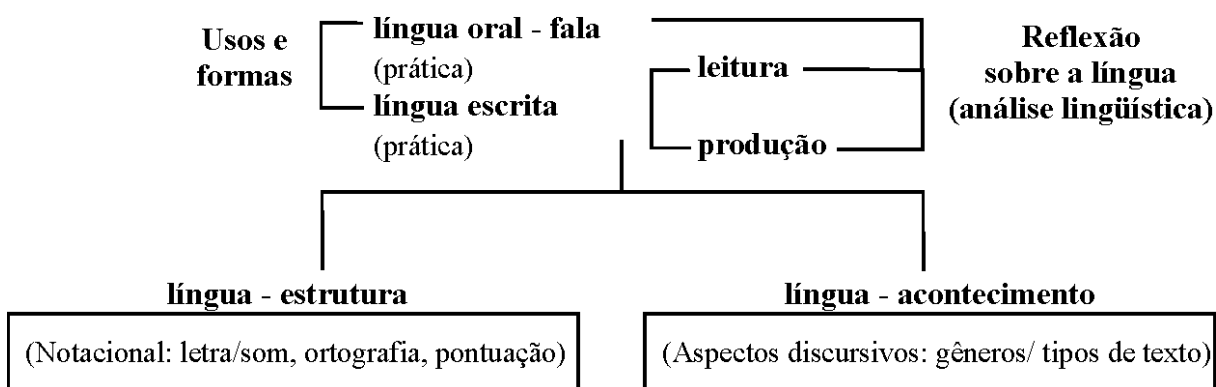 Usos e
formas
língua oral - fala
(prática)
língua escrita
(prática)
leitura
produção
Reflexão
sobre a língua
(análise lingüística)
língua - estrutura
(Notacional: letra/som, ortografia, pontuação)
língua - acontecimento
(Aspectos discursivos: gêneros/ tipos de texto)